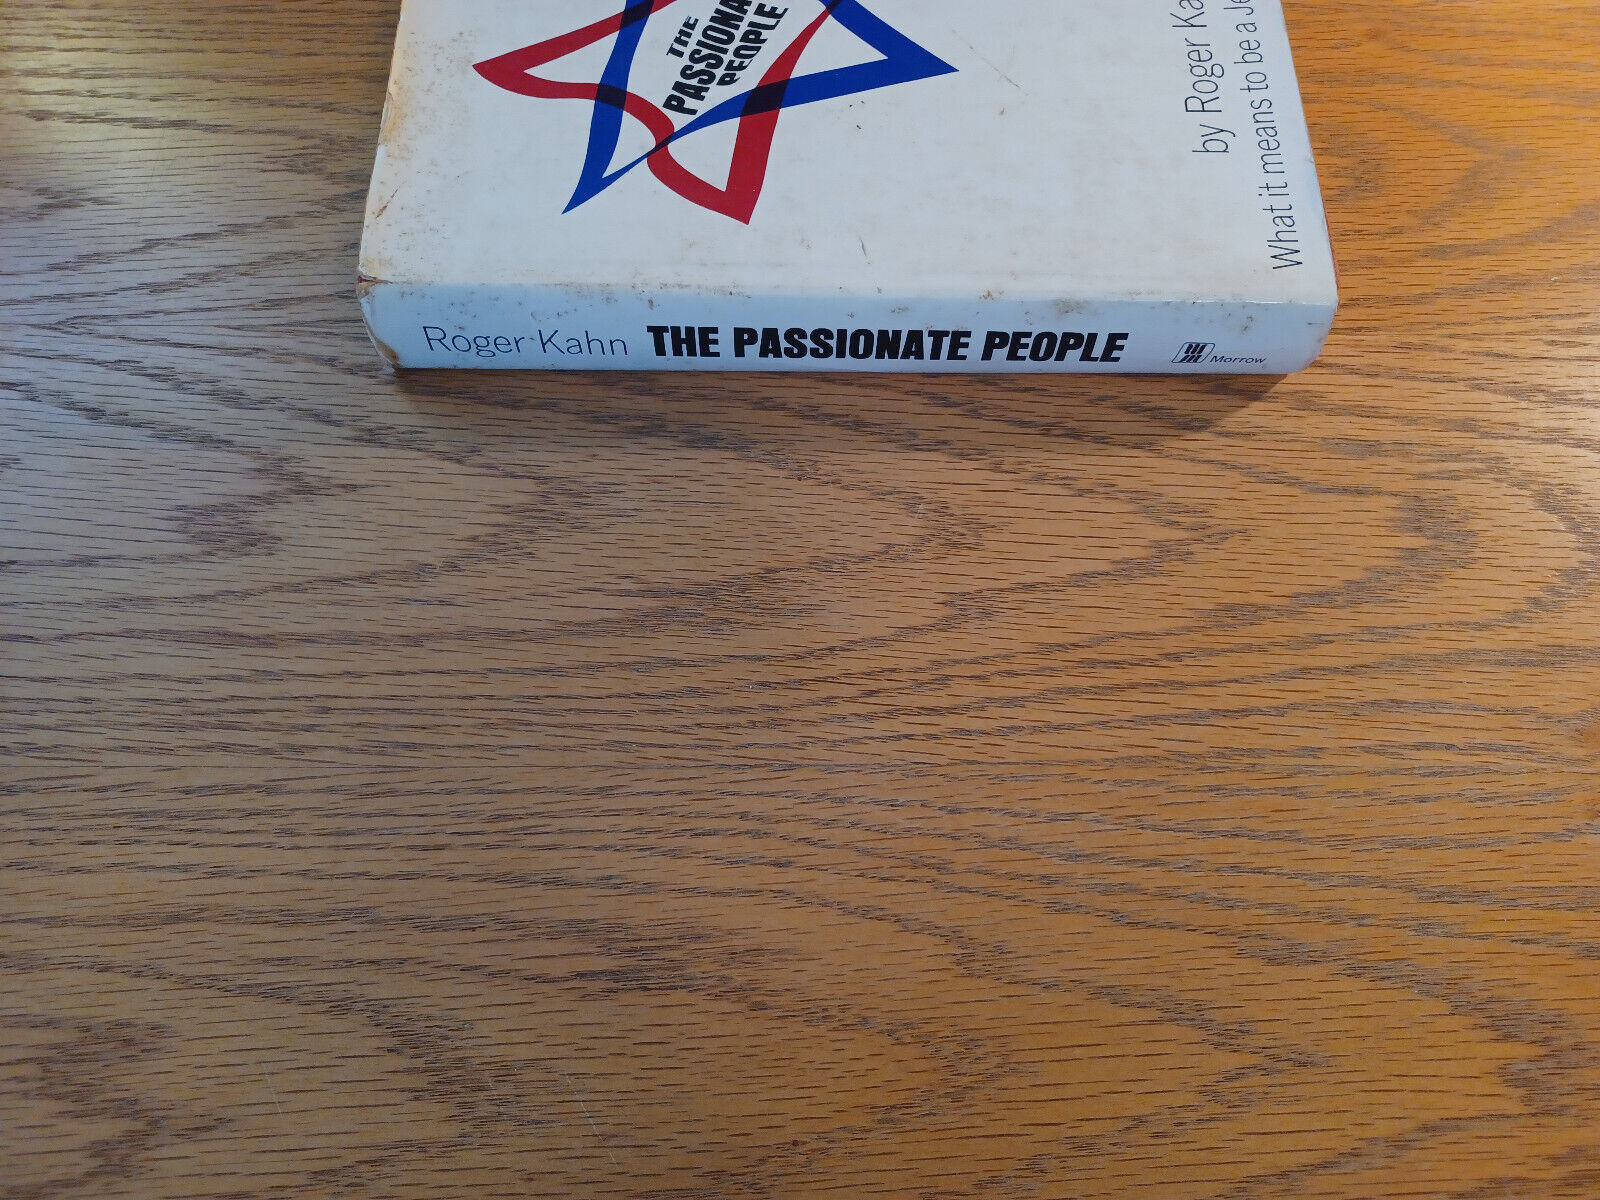 THE
PASSIONA
PEOPLE
by Roger Ka
What it means to be a Je
Roger Kahn THE PASSIONATE PEOPLE Morrow